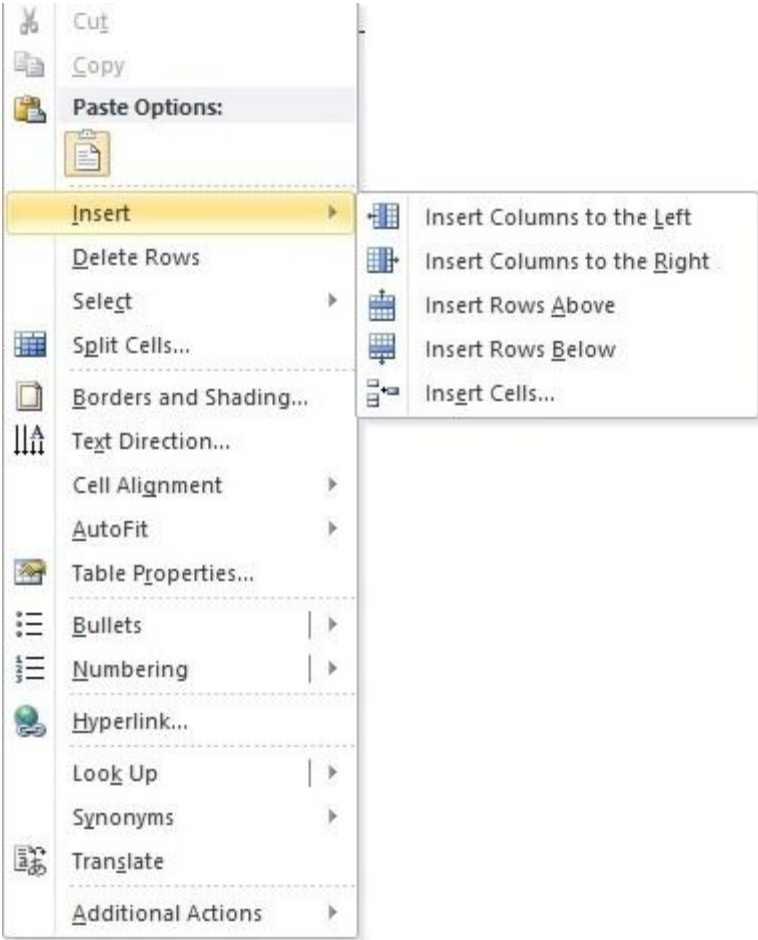 Cut
Copy
Paste Options:
Insert
Delete Rows
Select
Split Cells...
Borders and Shading...
Text Direction...
Cell Alignment
AutoFit
Table Properties...
Bullets
Numbering
Hyperlink...
Look Up
Synonyms
Translate
Additional Actions
Insert Columns to the Left
Insert Columns to the Right
Insert Rows Above
Insert Rows Below
Insert Cells...